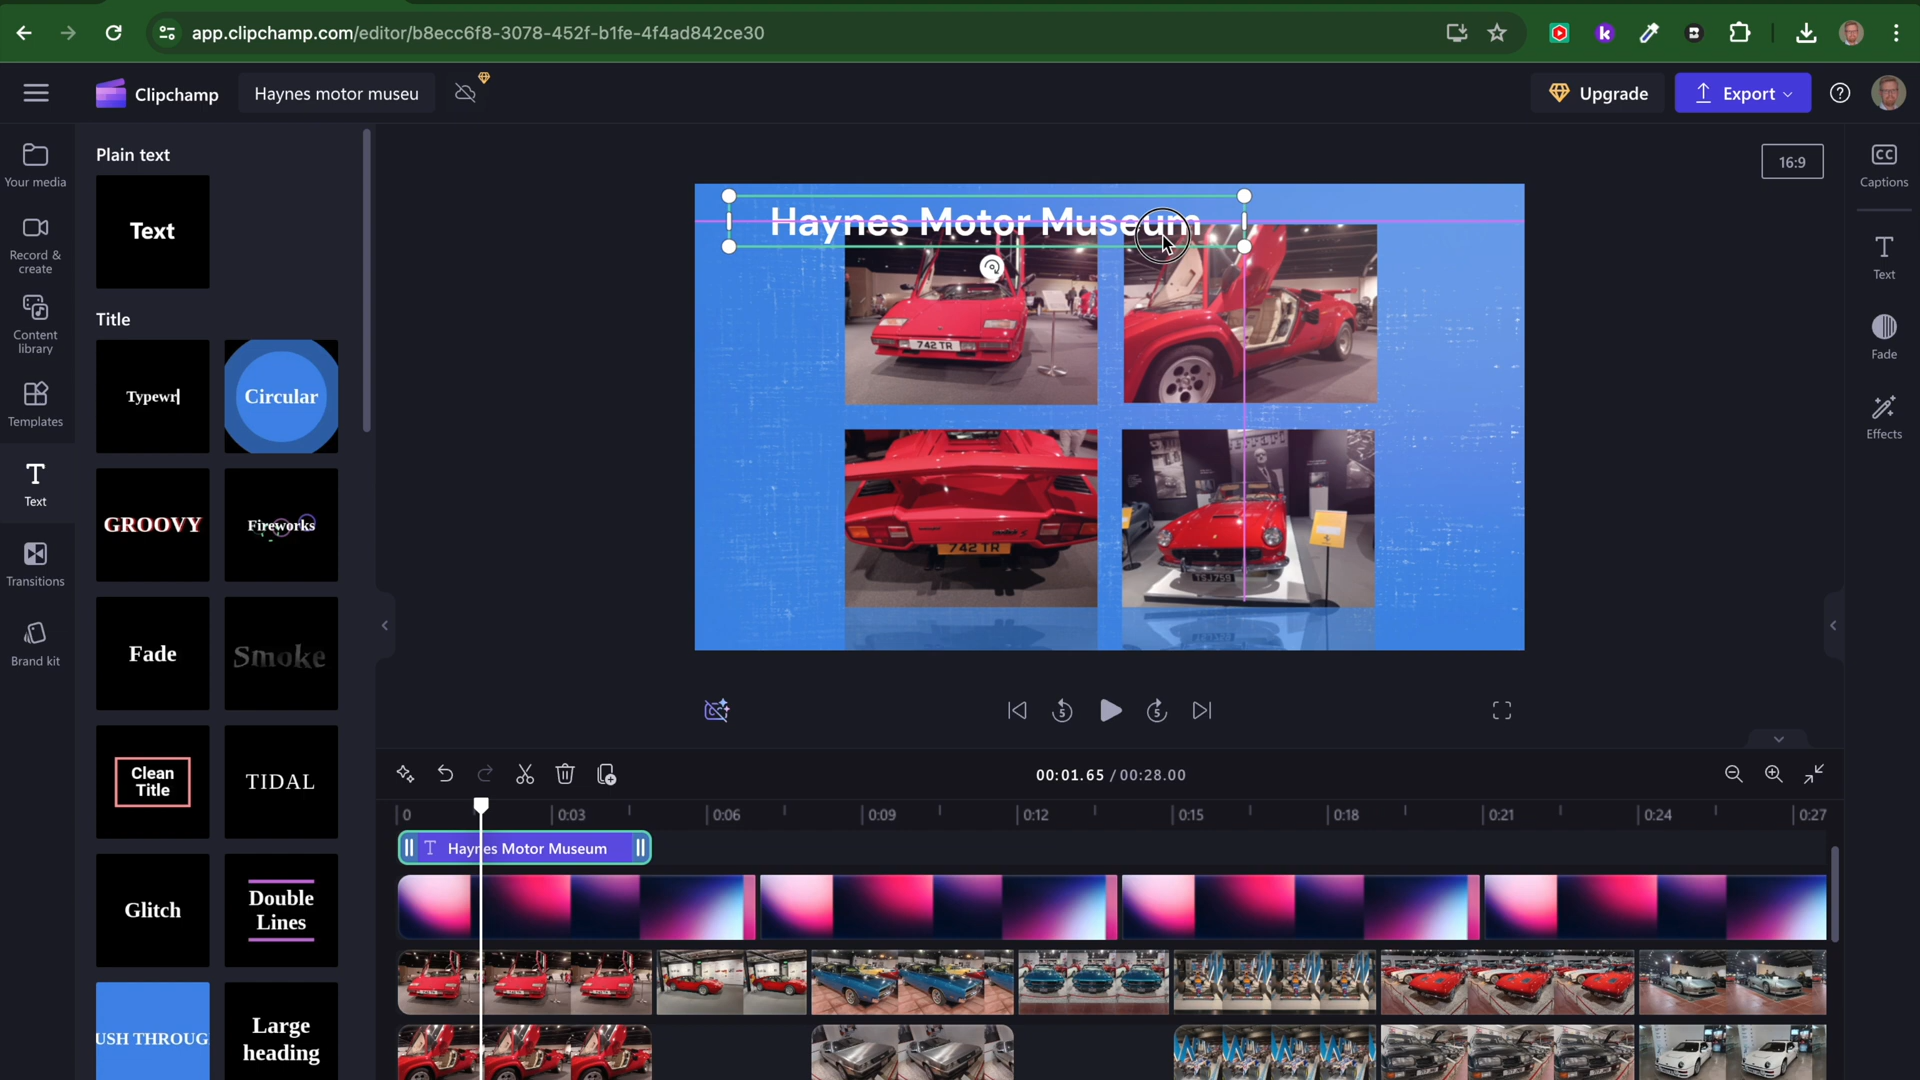 app.clipchamp.com/editor/b8ecc6f8-3078-452f-b1fe-4f4ad842ce30
Clipchamp
Haynes motor museu
Upgrade
Export
Your media
Record &
create
Content
library
Templates
Text
Transitions
Brand kit
Plain text
Text
Title
Typewr
Circular
GROOVY
Fireworks
Fade
Smoke
Clean
Title
TIDAL
Glitch
Double
Lines
USH THROUG
Large
heading
16:9
Haynes Motor Museum
742 TR
742 TR
TSJ759
CC
Captions
Text
Fade
Effects
5
5
00:01.65 / 00:28.00
0
0:03
0:06
0:09
0:12
0:15
0:18
0:21
0:24
0:27
T Haynes Motor Museum